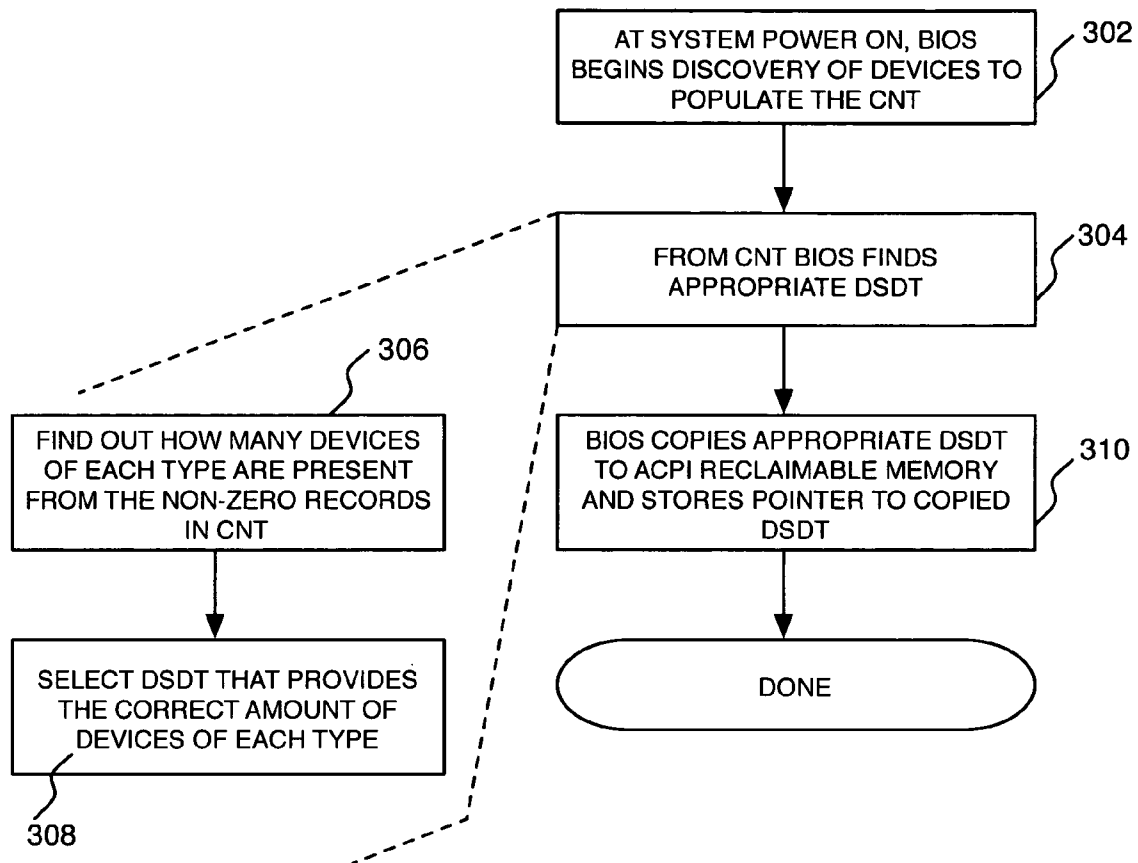 AT SYSTEM POWER ON, BIOS
BEGINS DISCOVERY OF DEVICES TO
POPULATE THE CNT
302
FROM CNT BIOS FINDS
APPROPRIATE DSDT
304
306
FIND OUT HOW MANY DEVICES
OF EACH TYPE ARE PRESENT
FROM THE NON-ZERO RECORDS
IN CNT
BIOS COPIES APPROPRIATE DSDT
TO ACPI RECLAIMABLE MEMORY
AND STORES POINTER TO COPIED
DSDT
310
SELECT DSDT THAT PROVIDES
THE CORRECT AMOUNT OF
DEVICES OF EACH TYPE
308
DONE